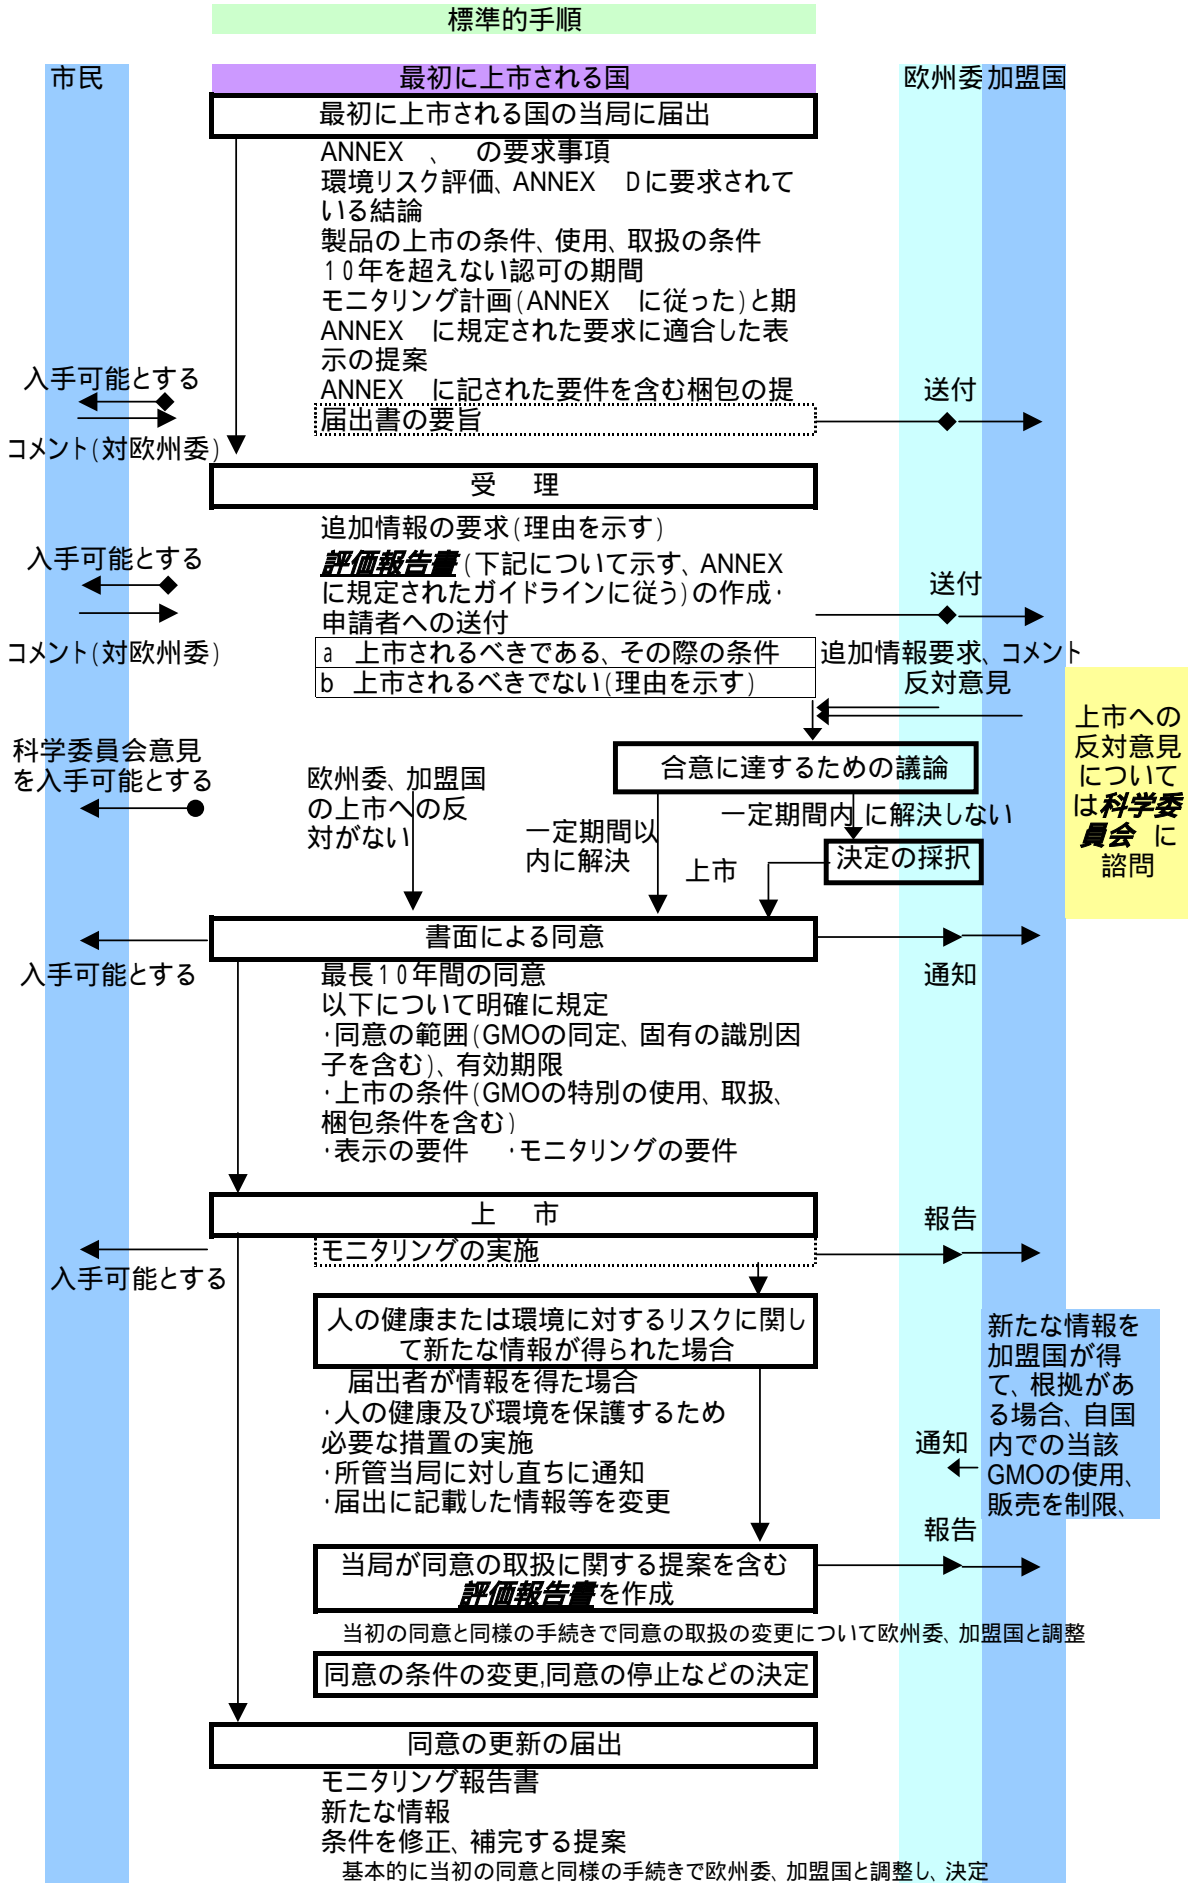 標準的手順
市民
最初に上市される国
欧州委
加盟国
最初に上市される国の当局に届出
ANNEX 、 の要求事項
環境リスク評価、ANNEX Dに要求されて
いる結論
製品の上市の条件、使用、取扱の条件
10年を超えない認可の期間
モニタリング計画(ANNEX に従った)と期
ANNEX に規定された要求に適合した表
示の提案
ANNEX に記された要件を含む梱包の提
届出書の要旨
入手可能とする
コメント(対欧州委)
送付
受 理
追加情報の要求(理由を示す)
評価報告書(下記について示す、ANNEX
に規定されたガイドラインに従う)の作成・
申請者への送付
a 上市されるべきである、その際の条件
b 上市されるべきでない(理由を示す)
入手可能とする
コメント(対欧州委)
送付
追加情報要求、コメント
反対意見
上市への
反対意見
について
は科学委
員会 に
諮問
科学委員会意見
を入手可能とする
合意に達するための議論
欧州委、加盟国
の上市への反
対がない
一定期間以
内に解決
一定期間内 に解決しない
決定の採択
上市
書面による同意
入手可能とする
通知
最長10年間の同意
以下について明確に規定
・同意の範囲(GMOの同定、固有の識別因
子を含む)、有効期限
・上市の条件(GMOの特別の使用、取扱、
梱包条件を含む)
・表示の要件 ・モニタリングの要件
上 市
報告
モニタリングの実施
入手可能とする
人の健康または環境に対するリスクに関し
て新たな情報が得られた場合
届出者が情報を得た場合
・人の健康及び環境を保護するため
必要な措置の実施
・所管当局に対し直ちに通知
・届出に記載した情報等を変更
新たな情報を
加盟国が得
て、根拠があ
る場合、自国
内での当該
GMOの使用、
販売を制限、
通知
報告
当局が同意の取扱に関する提案を含む
評価報告書を作成
当初の同意と同様の手続きで同意の取扱の変更について欧州委、加盟国と調整
同意の条件の変更,同意の停止などの決定
同意の更新の届出
モニタリング報告書
新たな情報
条件を修正、補完する提案
基本的に当初の同意と同様の手続きで欧州委、加盟国と調整し、決定